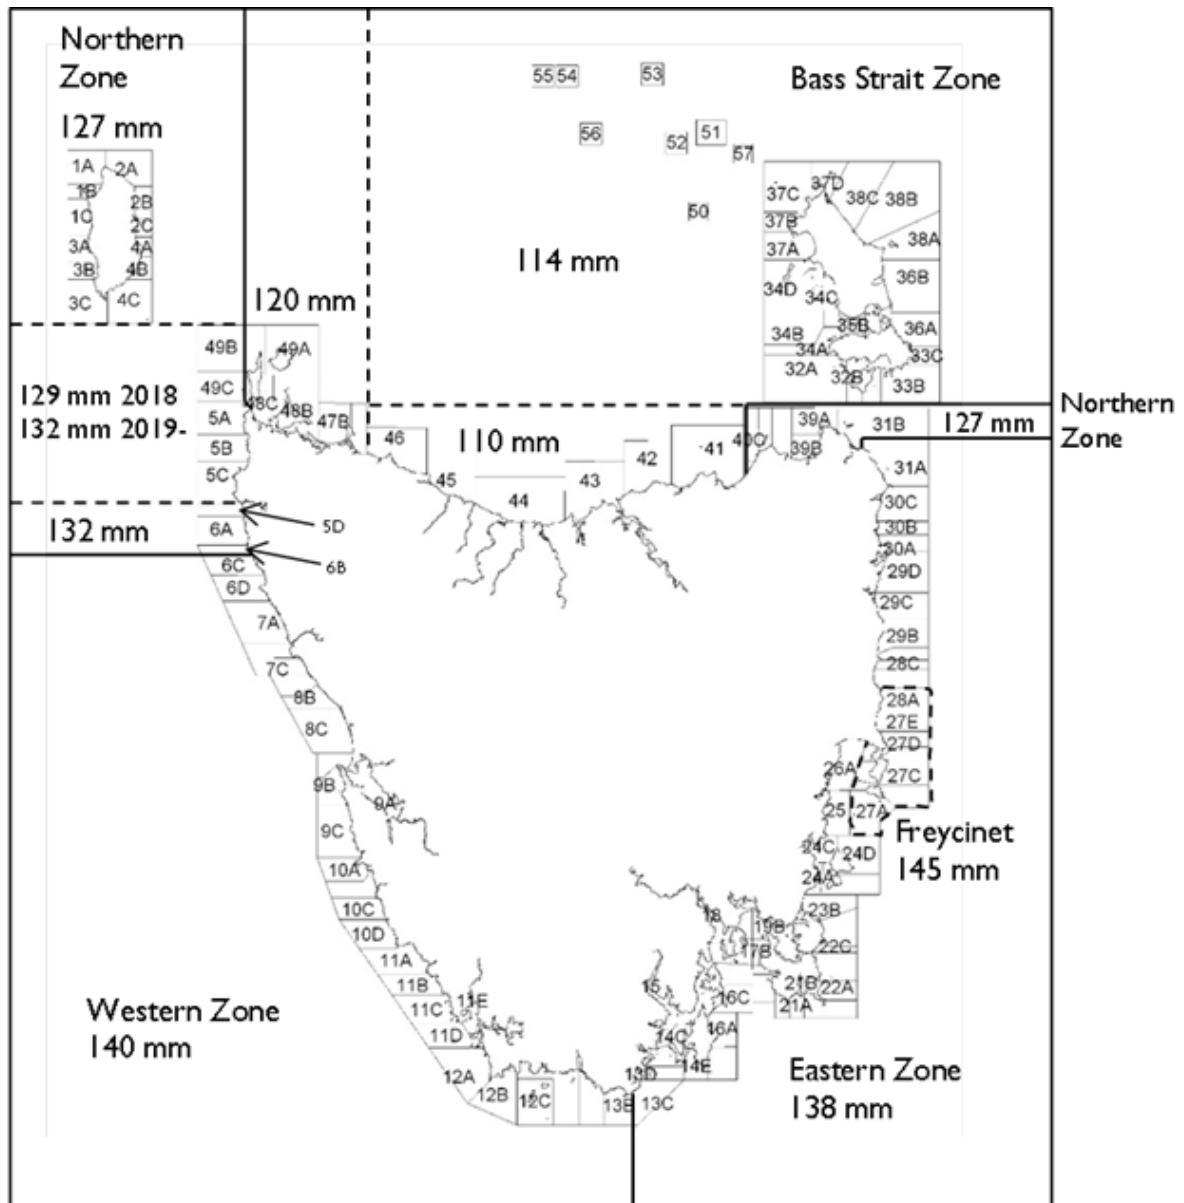 Northern
Zone
127 mm
Bass Strait Zone
55 54 53
56 52 51 57
50
1A 2A
1B 2B
1C 2C
3A 4A
3B 4B
3C 4C
37D
37C 38C 38B
37B
37A 38A
36B
34D 34C
35B 36A
34B
34A 33C
32A 32B 33B
114 mm
120 mm
49B 49A
129 mm 2018
132 mm 2019-
49C
48C 48B 47B
5A
5B
5C
46 110 mm 41 40C 39A 31B
39B
42
45 43
44
127 mm
Northern
Zone
31A
30C
30B
30A
29D
29C
29B
28C
28A
27E
27D
27C
26A
25 27A
Freycinet
145 mm
5D
6A
132 mm
6B
6C
6D
7A
7C
8B
8C
9B
9A
9C
10A
10C
10D
11A
11B
11C 11E
11D
12A
12B 12C 13B 13C
13D
24C 24D
24A
23B
18 19B
17B 22C
21B 22A
21A
15 16C
14C 16A
14E
Western Zone
140 mm
Eastern Zone
138 mm